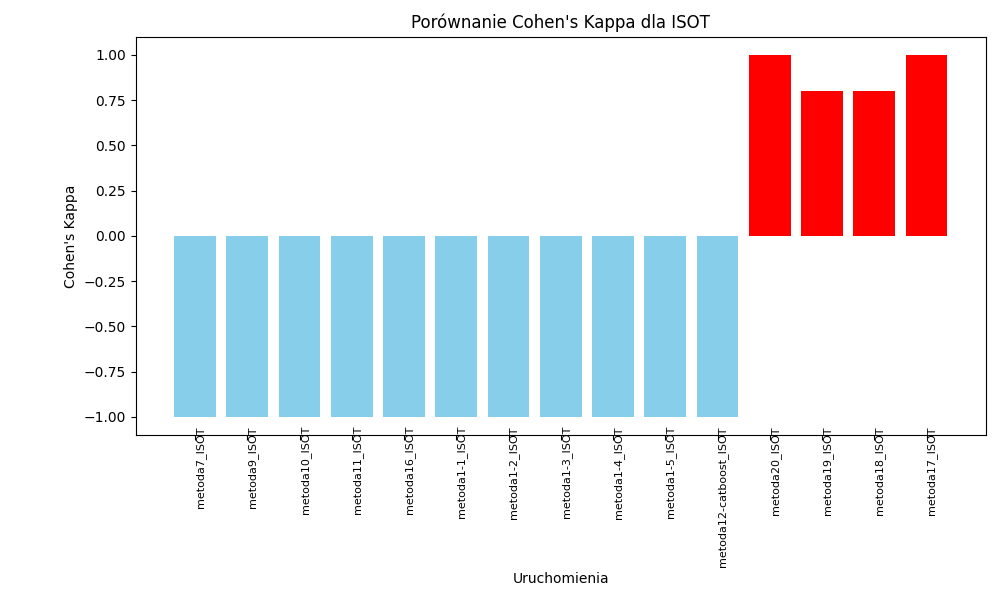 Porównanie Cohen's Kappa dla ISOT
Cohen's Kappa
1.00
0.75
0.50
0.25
0.00
−0.25
−0.50
−0.75
−1.00
metoda7_ISOT
metoda9_ISOT
metoda10_ISOT
metoda11_ISOT
metoda16_ISOT
metoda1-1_ISOT
metoda1-2_ISOT
metoda1-3_ISOT
metoda1-4_ISOT
metoda1-5_ISOT
metoda12-catboost_ISOT
metoda20_ISOT
metoda19_ISOT
metoda18_ISOT
metoda17_ISOT
Uruchomienia